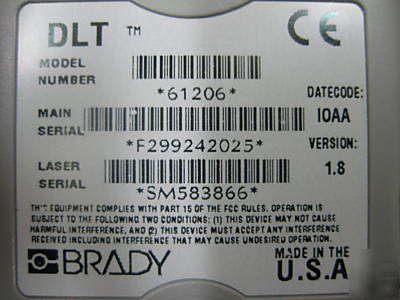 DLT ™ CE
MODEL NUMBER *61206* DATECODE:
MAIN SERIAL *F299242025* IOAA
VERSION:
LASER SERIAL *SM583866* 1.8
THIS EQUIPMENT COMPLIES WITH PART 15 OF THE FCC RULES. OPERATION IS
SUBJECT TO THE FOLLOWING TWO CONDITIONS: (1) THIS DEVICE MAY NOT CAUSE
HARMFUL INTERFERENCE, AND (2) THIS DEVICE MUST ACCEPT ANY INTERFERENCE
RECEIVED INCLUDING INTERFERENCE THAT MAY CAUSE UNDESIRED OPERATION.
BRADY MADE IN THE
U.S.A